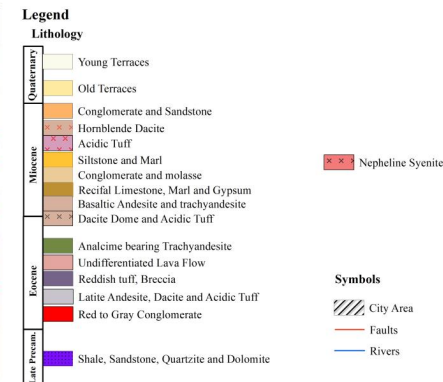 Legend
Lithology
Quaternary
Young Terraces
Old Terraces
Miocene
Conglomerate and Sandstone
Hornblende Dacite
Acidic Tuff
Siltstone and Marl
Conglomerate and molasse
Recifal Limestone, Marl and Gypsum
Basaltic Andesite and trachyandesite
Dacite Dome and Acidic Tuff
Eocene
Analcime bearing Trachyandesite
Undifferentiated Lava Flow
Reddish tuff, Breccia
Latite Andesite, Dacite and Acidic Tuff
Red to Gray Conglomerate
Late Precam.
Shale, Sandstone, Quartzite and Dolomite
Nepheline Syenite
Symbols
City Area
Faults
Rivers